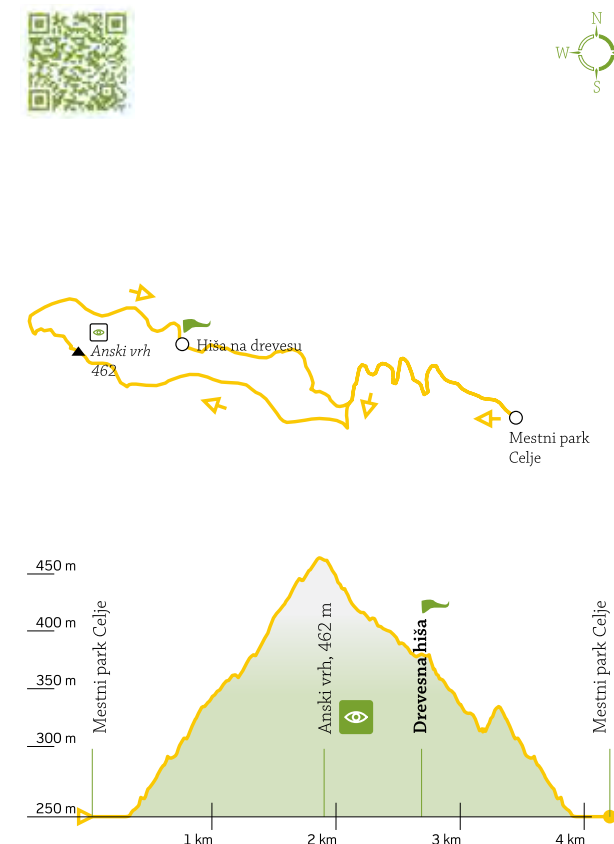 N
W
S
Anski vrh
462
Hiša na drevesu
Mestni park
Celje
450 m
400 m
350 m
300 m
250 m
Mestni park Celje
Anski vrh, 462 m
Drevesna hiša
Mestni park Celje
1 km
2 km
3 km
4 km